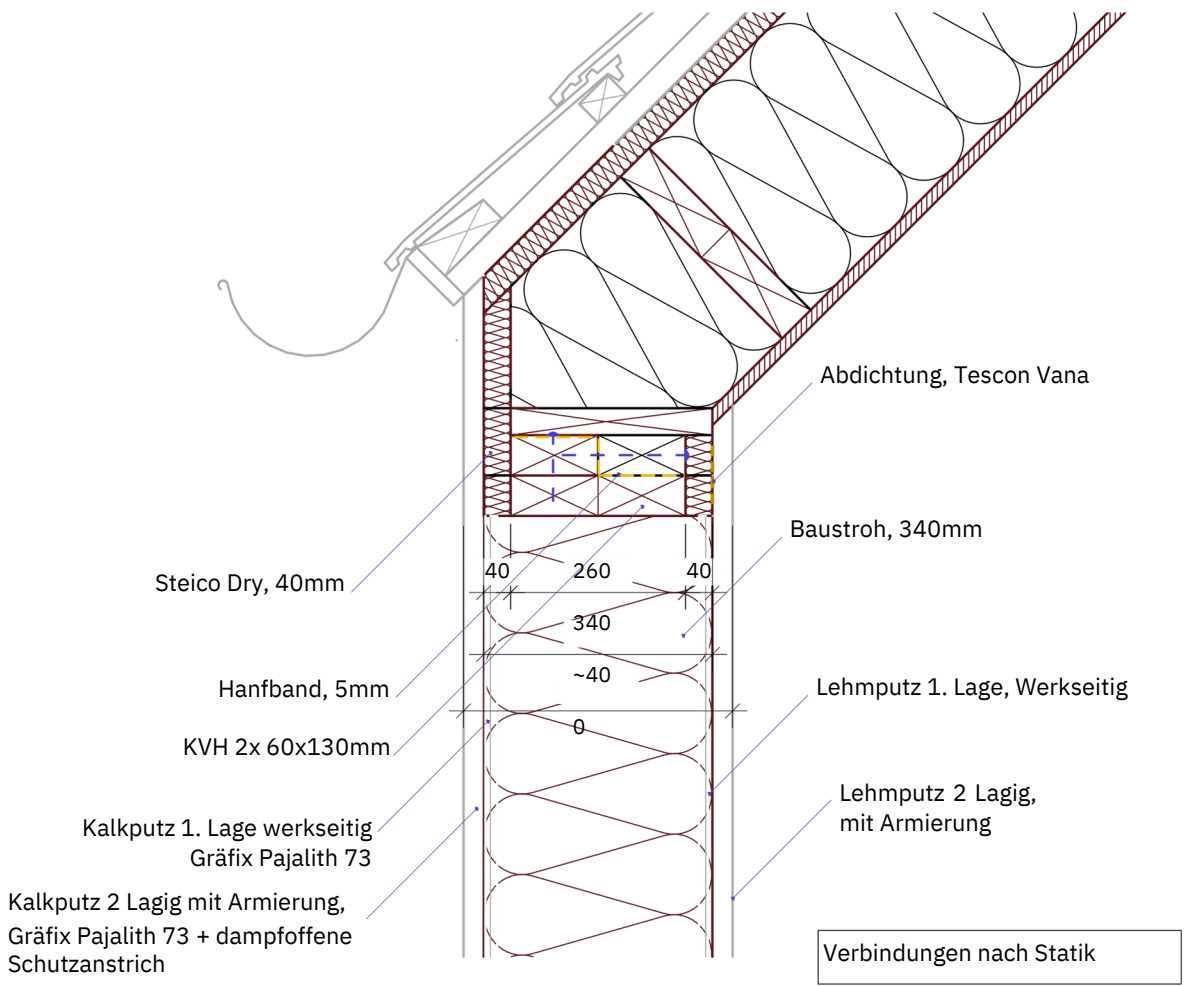 Abdichtung, Tescon Vana
Baustroh, 340mm
Steico Dry, 40mm
40 260 40
340
~40
0
Hanfband, 5mm
Lehmputz 1. Lage, Werkseitig
KVH 2x 60x130mm
Lehmputz 2 Lagig,
mit Armierung
Kalkputz 1. Lage werkseitig
Gräfix Pajalith 73
Kalkputz 2 Lagig mit Armierung,
Gräfix Pajalith 73 + dampfoffene
Schutzanstrich
Verbindungen nach Statik